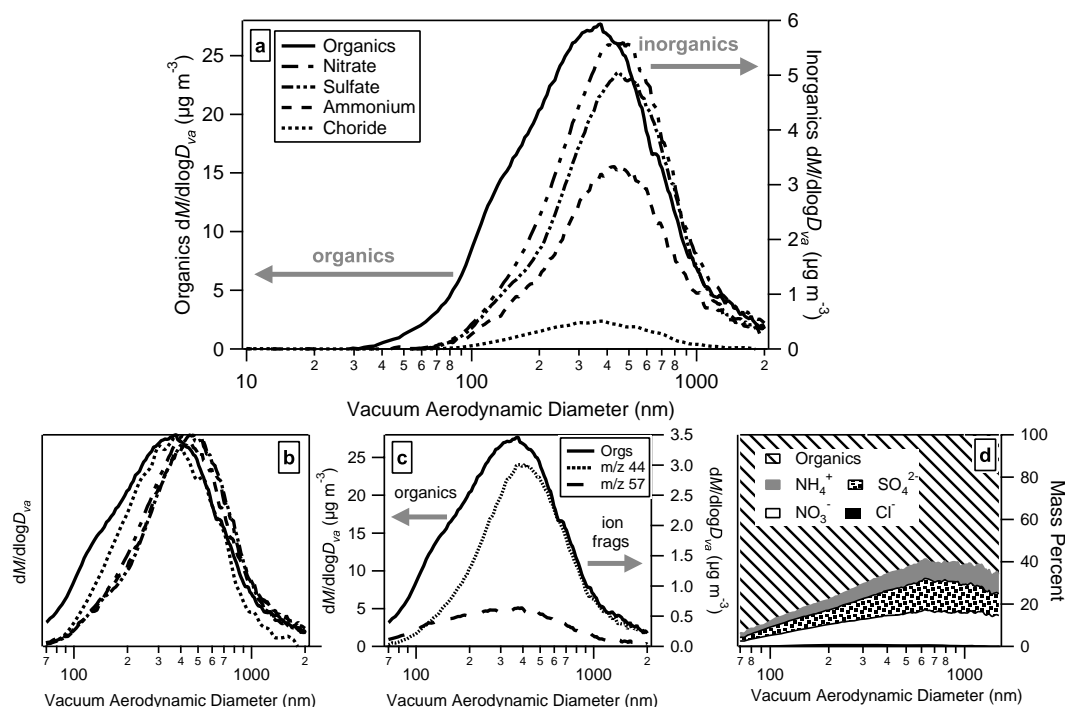 a
Organics
Nitrate
Sulfate
Ammonium
Choride
inorganics
organics
Organics dM/dlogDva (µg m-3)
25
20
15
10
5
0
Inorganics dM/dlogDva (µg m-3)
6
5
4
3
2
1
0
10 2 3 4 5 6 7 8 100 2 3 4 5 6 7 8 1000 2
Vacuum Aerodynamic Diameter (nm)
b
dM/dlogDva
7 100 2 3 4 5 6 7 8 1000 2
Vacuum Aerodynamic Diameter (nm)
c
Orgs
m/z 44
m/z 57
organics
ion
frags
dM/dlogDva (µg m-3)
25
20
15
10
5
0
dM/dlogDva (µg m-3)
3.5
3.0
2.5
2.0
1.5
1.0
0.5
0.0
7 100 2 3 4 5 6 7 8 1000 2
Vacuum Aerodynamic Diameter (nm)
d
Organics
NH4+ SO42-
NO3- Cl-
Mass Percent
100
80
60
40
20
0
7 8 100 2 3 4 5 6 7 8 1000
Vacuum Aerodynamic Diameter (nm)